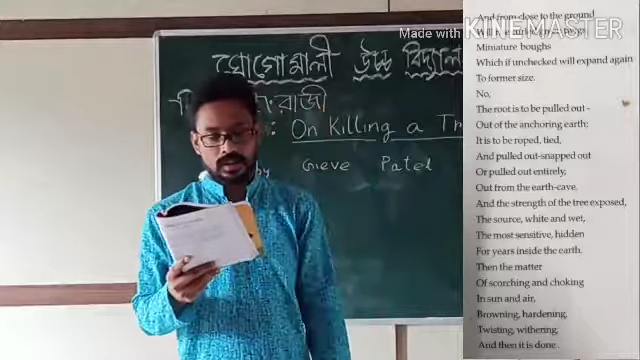 Made with KINEMASTER
ঘোগোমালী উচ্চ বিদ্যাল
রাজী
On Killing a Tr
by Gieve Patel
And from close to the ground
Will
Miniature boughs
Which if unchecked will expand again
To former size.
No,
The root is to be pulled out -
Out of the anchoring earth;
It is to be roped, tied,
And pulled out-snapped out
Or pulled out entirely,
Out from the earth-cave,
And the strength of the tree exposed,
The source, white and wet,
The most sensitive, hidden
For years inside the earth.
Then the matter
Of scorching and choking
In sun and air,
Browning, hardening,
Twisting, withering,
And then it is done.